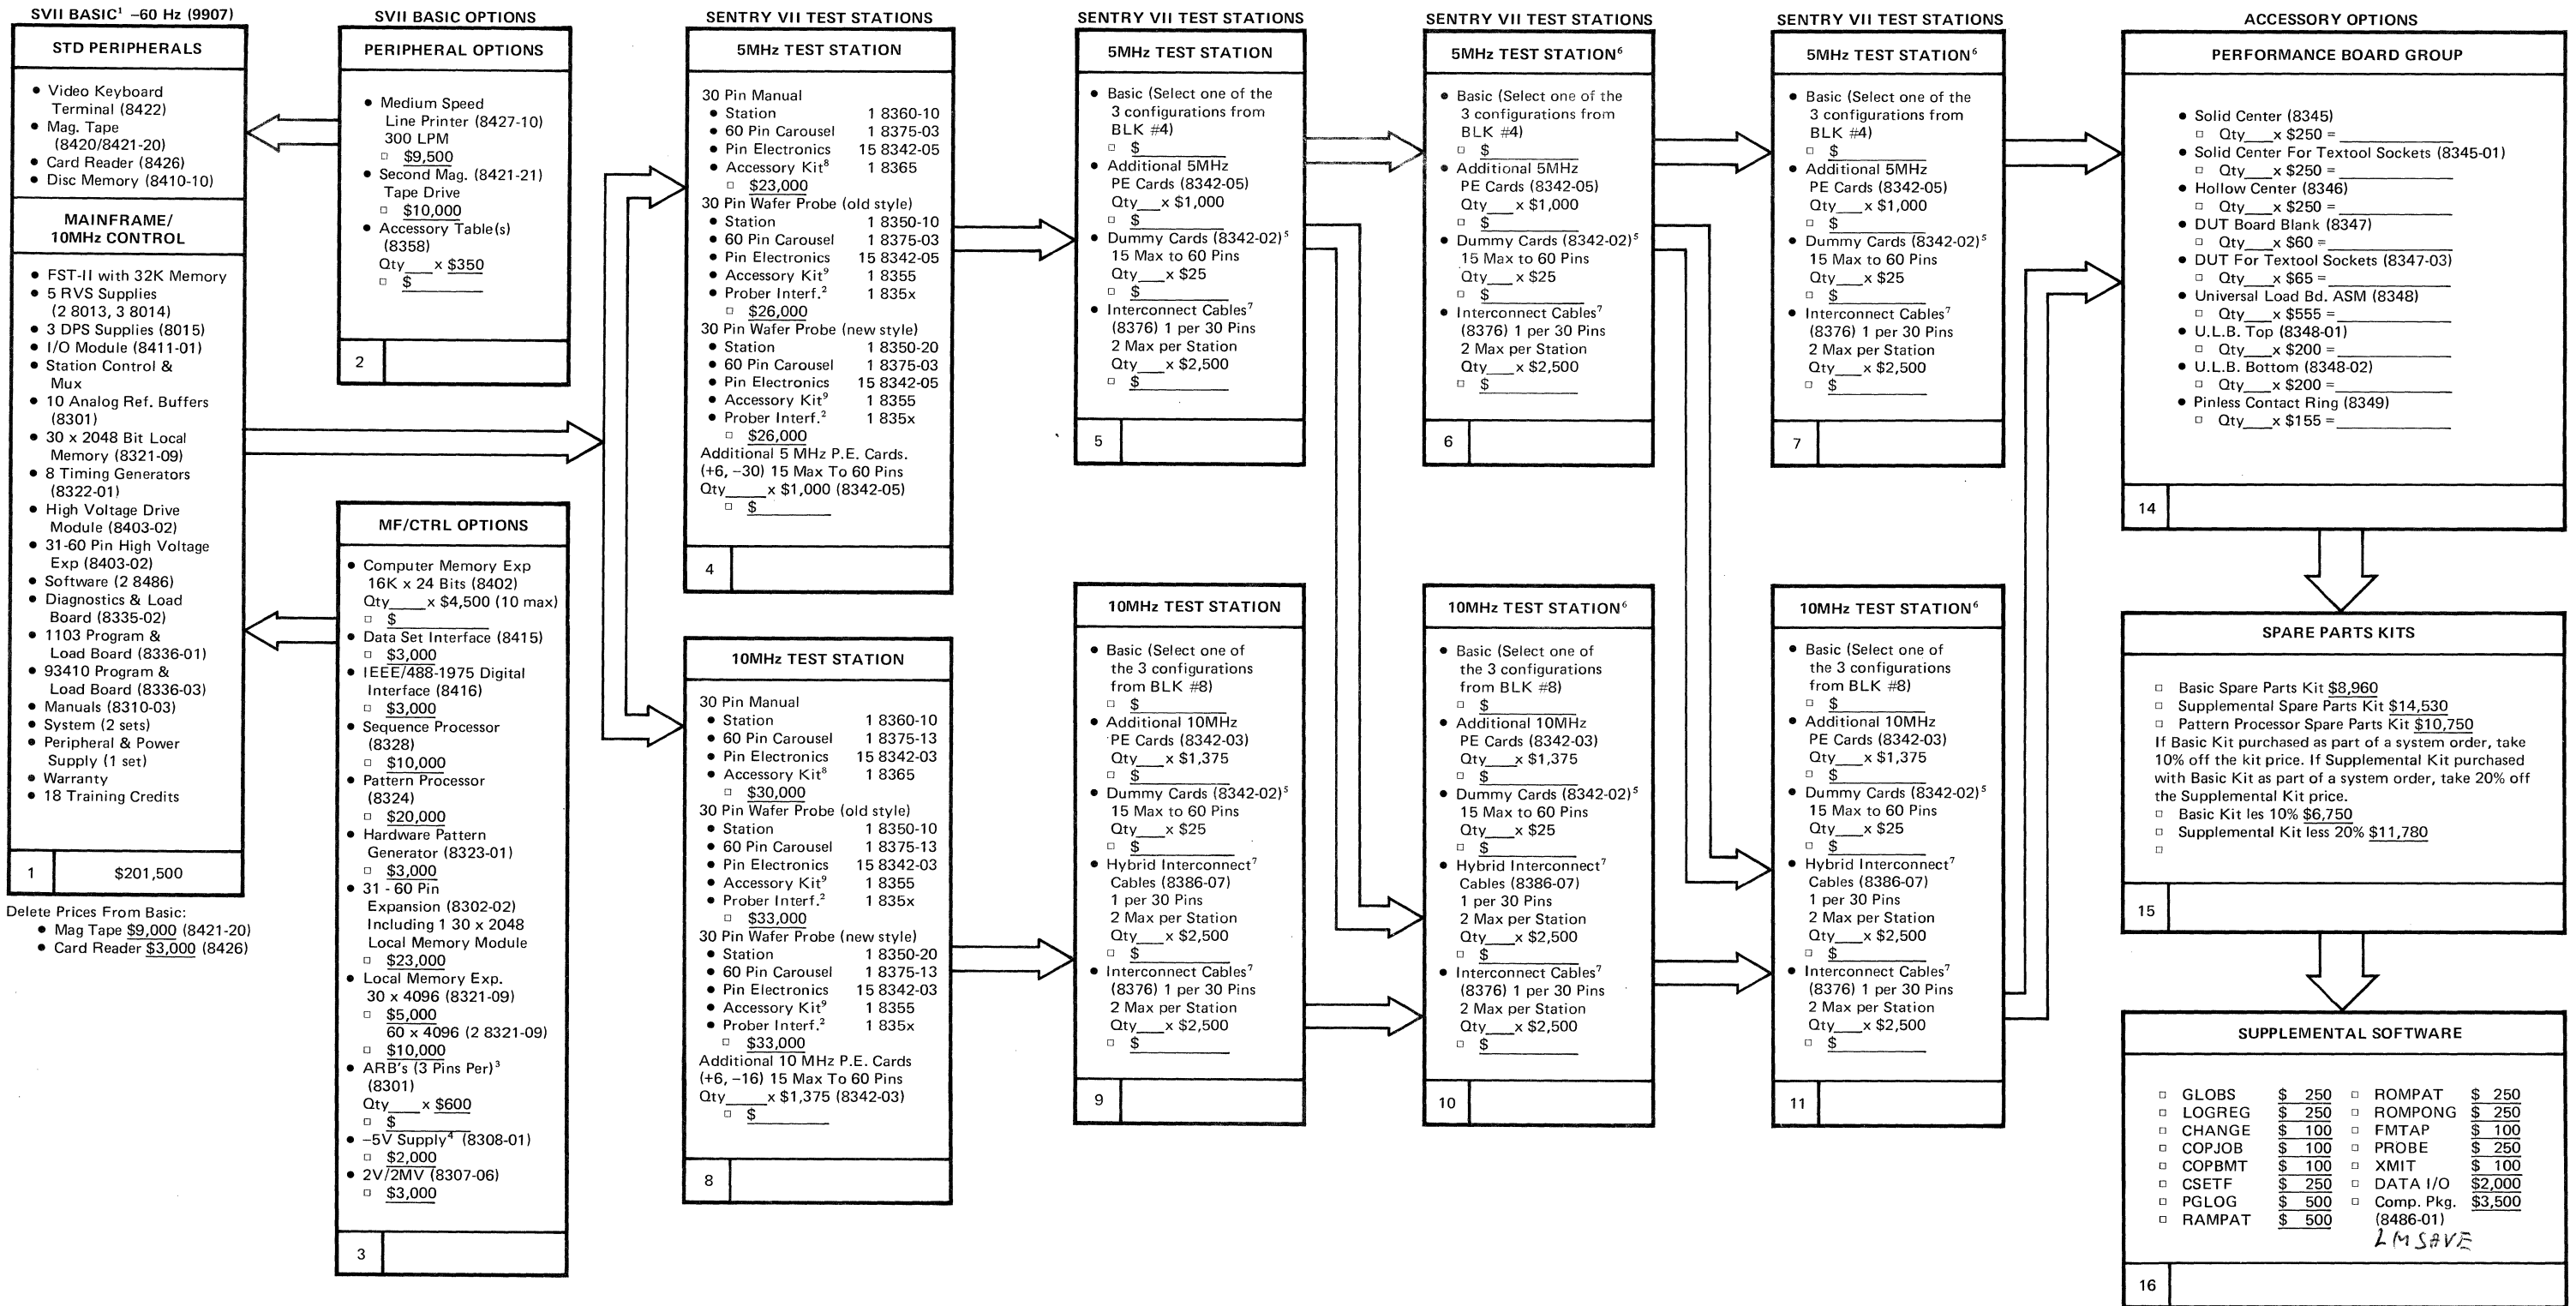 SVII BASIC¹ –60 Hz (9907)
STD PERIPHERALS
• Video Keyboard
Terminal (8422)
• Mag. Tape
(8420/8421-20)
• Card Reader (8426)
• Disc Memory (8410-10)
MAINFRAME/
10MHz CONTROL
• FST-II with 32K Memory
• 5 RVS Supplies
(2 8013, 3 8014)
• 3 DPS Supplies (8015)
• I/O Module (8411-01)
• Station Control &
Mux
• 10 Analog Ref. Buffers
(8301)
• 30 x 2048 Bit Local
Memory (8321-09)
• 8 Timing Generators
(8322-01)
• High Voltage Drive
Module (8403-02)
• 31-60 Pin High Voltage
Exp (8403-02)
• Software (2 8486)
• Diagnostics & Load
Board (8335-02)
• 1103 Program &
Load Board (8336-01)
• 93410 Program &
Load Board (8336-03)
• Manuals (8310-03)
• System (2 sets)
• Peripheral & Power
Supply (1 set)
• Warranty
• 18 Training Credits
1 $201,500
Delete Prices From Basic:
• Mag Tape $9,000 (8421-20)
• Card Reader $3,000 (8426)
SVII BASIC OPTIONS
PERIPHERAL OPTIONS
• Medium Speed
Line Printer (8427-10)
300 LPM
□ $9,500
• Second Mag. (8421-21)
Tape Drive
□ $10,000
• Accessory Table(s)
(8358)
Qty___x $350
□ $________
2
MF/CTRL OPTIONS
• Computer Memory Exp
16K x 24 Bits (8402)
Qty____x $4,500 (10 max)
□ $________
• Data Set Interface (8415)
□ $3,000
• IEEE/488-1975 Digital
Interface (8416)
□ $3,000
• Sequence Processor
(8328)
□ $10,000
• Pattern Processor
(8324)
□ $20,000
• Hardware Pattern
Generator (8323-01)
□ $3,000
• 31 - 60 Pin
Expansion (8302-02)
Including 1 30 x 2048
Local Memory Module
□ $23,000
• Local Memory Exp.
30 x 4096 (8321-09)
□ $5,000
60 x 4096 (2 8321-09)
□ $10,000
• ARB's (3 Pins Per)³
(8301)
Qty____x $600
□ $________
• –5V Supply⁴ (8308-01)
□ $2,000
• 2V/2MV (8307-06)
□ $3,000
3
SENTRY VII TEST STATIONS
5MHz TEST STATION
30 Pin Manual
• Station 1 8360-10
• 60 Pin Carousel 1 8375-03
• Pin Electronics 15 8342-05
• Accessory Kit⁸ 1 8365
□ $23,000
30 Pin Wafer Probe (old style)
• Station 1 8350-10
• 60 Pin Carousel 1 8375-03
• Pin Electronics 15 8342-05
• Accessory Kit⁹ 1 8355
• Prober Interf.² 1 835x
□ $26,000
30 Pin Wafer Probe (new style)
• Station 1 8350-20
• 60 Pin Carousel 1 8375-03
• Pin Electronics 15 8342-05
• Accessory Kit⁹ 1 8355
• Prober Interf.² 1 835x
□ $26,000
Additional 5 MHz P.E. Cards.
(+6, –30) 15 Max To 60 Pins
Qty_____x $1,000 (8342-05)
□ $________
4
10MHz TEST STATION
30 Pin Manual
• Station 1 8360-10
• 60 Pin Carousel 1 8375-13
• Pin Electronics 15 8342-03
• Accessory Kit⁸ 1 8365
□ $30,000
30 Pin Wafer Probe (old style)
• Station 1 8350-10
• 60 Pin Carousel 1 8375-13
• Pin Electronics 15 8342-03
• Accessory Kit⁹ 1 8355
• Prober Interf.² 1 835x
□ $33,000
30 Pin Wafer Probe (new style)
• Station 1 8350-20
• 60 Pin Carousel 1 8375-13
• Pin Electronics 15 8342-03
• Accessory Kit⁹ 1 8355
• Prober Interf.² 1 835x
□ $33,000
Additional 10 MHz P.E. Cards
(+6, –16) 15 Max To 60 Pins
Qty_____x $1,375 (8342-03)
□ $________
8
SENTRY VII TEST STATIONS
5MHz TEST STATION
• Basic (Select one of the
3 configurations from
BLK #4)
□ $________
• Additional 5MHz
PE Cards (8342-05)
Qty___x $1,000
□ $________
• Dummy Cards (8342-02)⁵
15 Max to 60 Pins
Qty___x $25
□ $________
• Interconnect Cables⁷
(8376) 1 per 30 Pins
2 Max per Station
Qty___x $2,500
□ $________
5
10MHz TEST STATION
• Basic (Select one of
the 3 configurations
from BLK #8)
□ $________
• Additional 10MHz
PE Cards (8342-03)
Qty___x $1,375
□ $________
• Dummy Cards (8342-02)⁵
15 Max to 60 Pins
Qty___x $25
□ $________
• Hybrid Interconnect⁷
Cables (8386-07)
1 per 30 Pins
2 Max per Station
Qty___x $2,500
□ $________
• Interconnect Cables⁷
(8376) 1 per 30 Pins
2 Max per Station
Qty___x $2,500
□ $________
9
SENTRY VII TEST STATIONS
5MHz TEST STATION⁶
• Basic (Select one of the
3 configurations from
BLK #4)
□ $________
• Additional 5MHz
PE Cards (8342-05)
Qty___x $1,000
□ $________
• Dummy Cards (8342-02)⁵
15 Max to 60 Pins
Qty___x $25
□ $________
• Interconnect Cables⁷
(8376) 1 per 30 Pins
2 Max per Station
Qty___x $2,500
□ $________
6
10MHz TEST STATION⁶
• Basic (Select one of
the 3 configurations
from BLK #8)
□ $________
• Additional 10MHz
PE Cards (8342-03)
Qty___x $1,375
□ $________
• Dummy Cards (8342-02)⁵
15 Max to 60 Pins
Qty___x $25
□ $________
• Hybrid Interconnect⁷
Cables (8386-07)
1 per 30 Pins
2 Max per Station
Qty___x $2,500
□ $________
• Interconnect Cables⁷
(8376) 1 per 30 Pins
2 Max per Station
Qty___x $2,500
□ $________
10
SENTRY VII TEST STATIONS
5MHz TEST STATION⁶
• Basic (Select one of the
3 configurations from
BLK #4)
□ $________
• Additional 5MHz
PE Cards (8342-05)
Qty___x $1,000
□ $________
• Dummy Cards (8342-02)⁵
15 Max to 60 Pins
Qty___x $25
□ $________
• Interconnect Cables⁷
(8376) 1 per 30 Pins
2 Max per Station
Qty___x $2,500
□ $________
7
10MHz TEST STATION⁶
• Basic (Select one of
the 3 configurations
from BLK #8)
□ $________
• Additional 10MHz
PE Cards (8342-03)
Qty___x $1,375
□ $________
• Dummy Cards (8342-02)⁵
15 Max to 60 Pins
Qty___x $25
□ $________
• Hybrid Interconnect⁷
Cables (8386-07)
1 per 30 Pins
2 Max per Station
Qty___x $2,500
□ $________
• Interconnect Cables⁷
(8376) 1 per 30 Pins
2 Max per Station
Qty___x $2,500
□ $________
11
ACCESSORY OPTIONS
PERFORMANCE BOARD GROUP
• Solid Center (8345)
□ Qty___x $250 = ________
• Solid Center For Textool Sockets (8345-01)
□ Qty___x $250 = ________
• Hollow Center (8346)
□ Qty___x $250 = ________
• DUT Board Blank (8347)
□ Qty___x $60 = ________
• DUT For Textool Sockets (8347-03)
□ Qty___x $65 = ________
• Universal Load Bd. ASM (8348)
□ Qty___x $555 = ________
• U.L.B. Top (8348-01)
□ Qty___x $200 = ________
• U.L.B. Bottom (8348-02)
□ Qty___x $200 = ________
• Pinless Contact Ring (8349)
□ Qty___x $155 = ________
14
SPARE PARTS KITS
□ Basic Spare Parts Kit $8,960
□ Supplemental Spare Parts Kit $14,530
□ Pattern Processor Spare Parts Kit $10,750
If Basic Kit purchased as part of a system order, take
10% off the kit price. If Supplemental Kit purchased
with Basic Kit as part of a system order, take 20% off
the Supplemental Kit price.
□ Basic Kit les 10% $6,750
□ Supplemental Kit less 20% $11,780
□
15
SUPPLEMENTAL SOFTWARE
□ GLOBS $ 250 □ ROMPAT $ 250
□ LOGREG $ 250 □ ROMPONG $ 250
□ CHANGE $ 100 □ FMTAP $ 100
□ COPJOB $ 100 □ PROBE $ 250
□ COPBMT $ 100 □ XMIT $ 100
□ CSETF $ 250 □ DATA I/O $2,000
□ PGLOG $ 500 □ Comp. Pkg. $3,500
□ RAMPAT $ 500 (8486-01)
LMSAVE
16